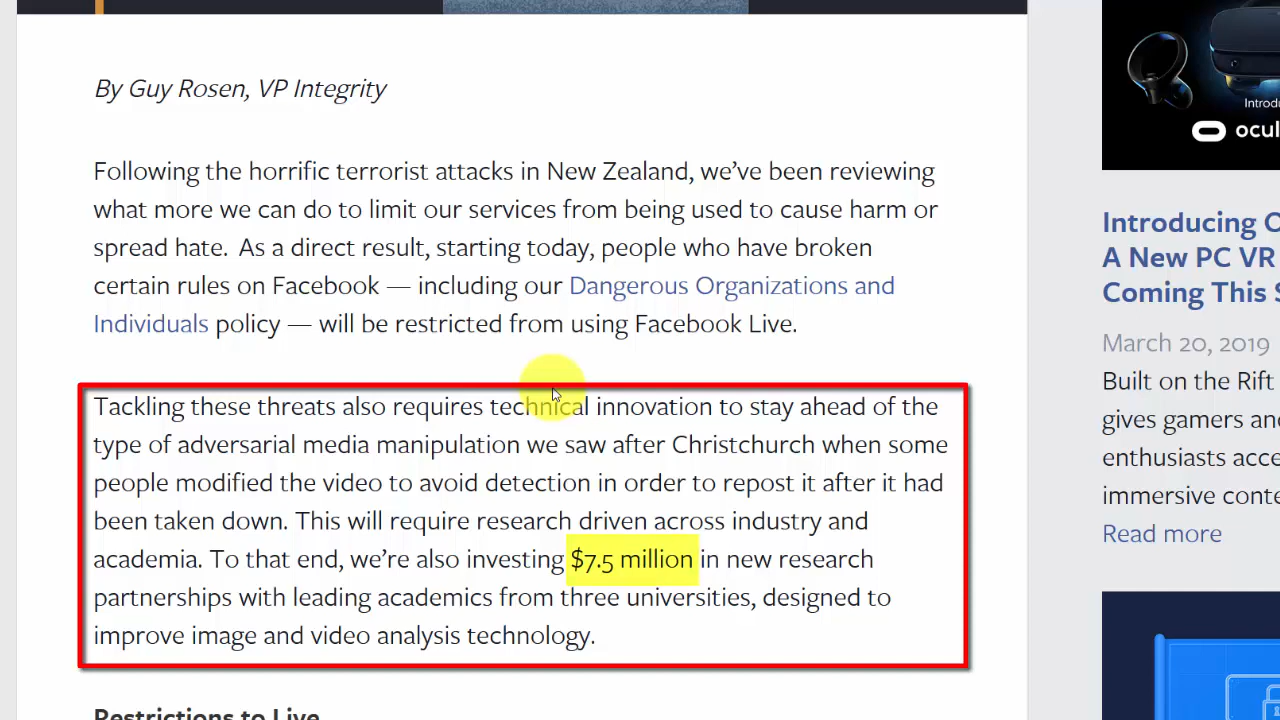 By Guy Rosen, VP Integrity
Following the horrific terrorist attacks in New Zealand, we’ve been reviewing
what more we can do to limit our services from being used to cause harm or
spread hate. As a direct result, starting today, people who have broken
certain rules on Facebook — including our Dangerous Organizations and
Individuals policy — will be restricted from using Facebook Live.
Tackling these threats also requires technical innovation to stay ahead of the
type of adversarial media manipulation we saw after Christchurch when some
people modified the video to avoid detection in order to repost it after it had
been taken down. This will require research driven across industry and
academia. To that end, we’re also investing $7.5 million in new research
partnerships with leading academics from three universities, designed to
improve image and video analysis technology.
Restrictions to Live
Introducing
A New PC VR
Coming This
March 20, 2019
Built on the Rift
gives gamers
enthusiasts
immersive
Read more